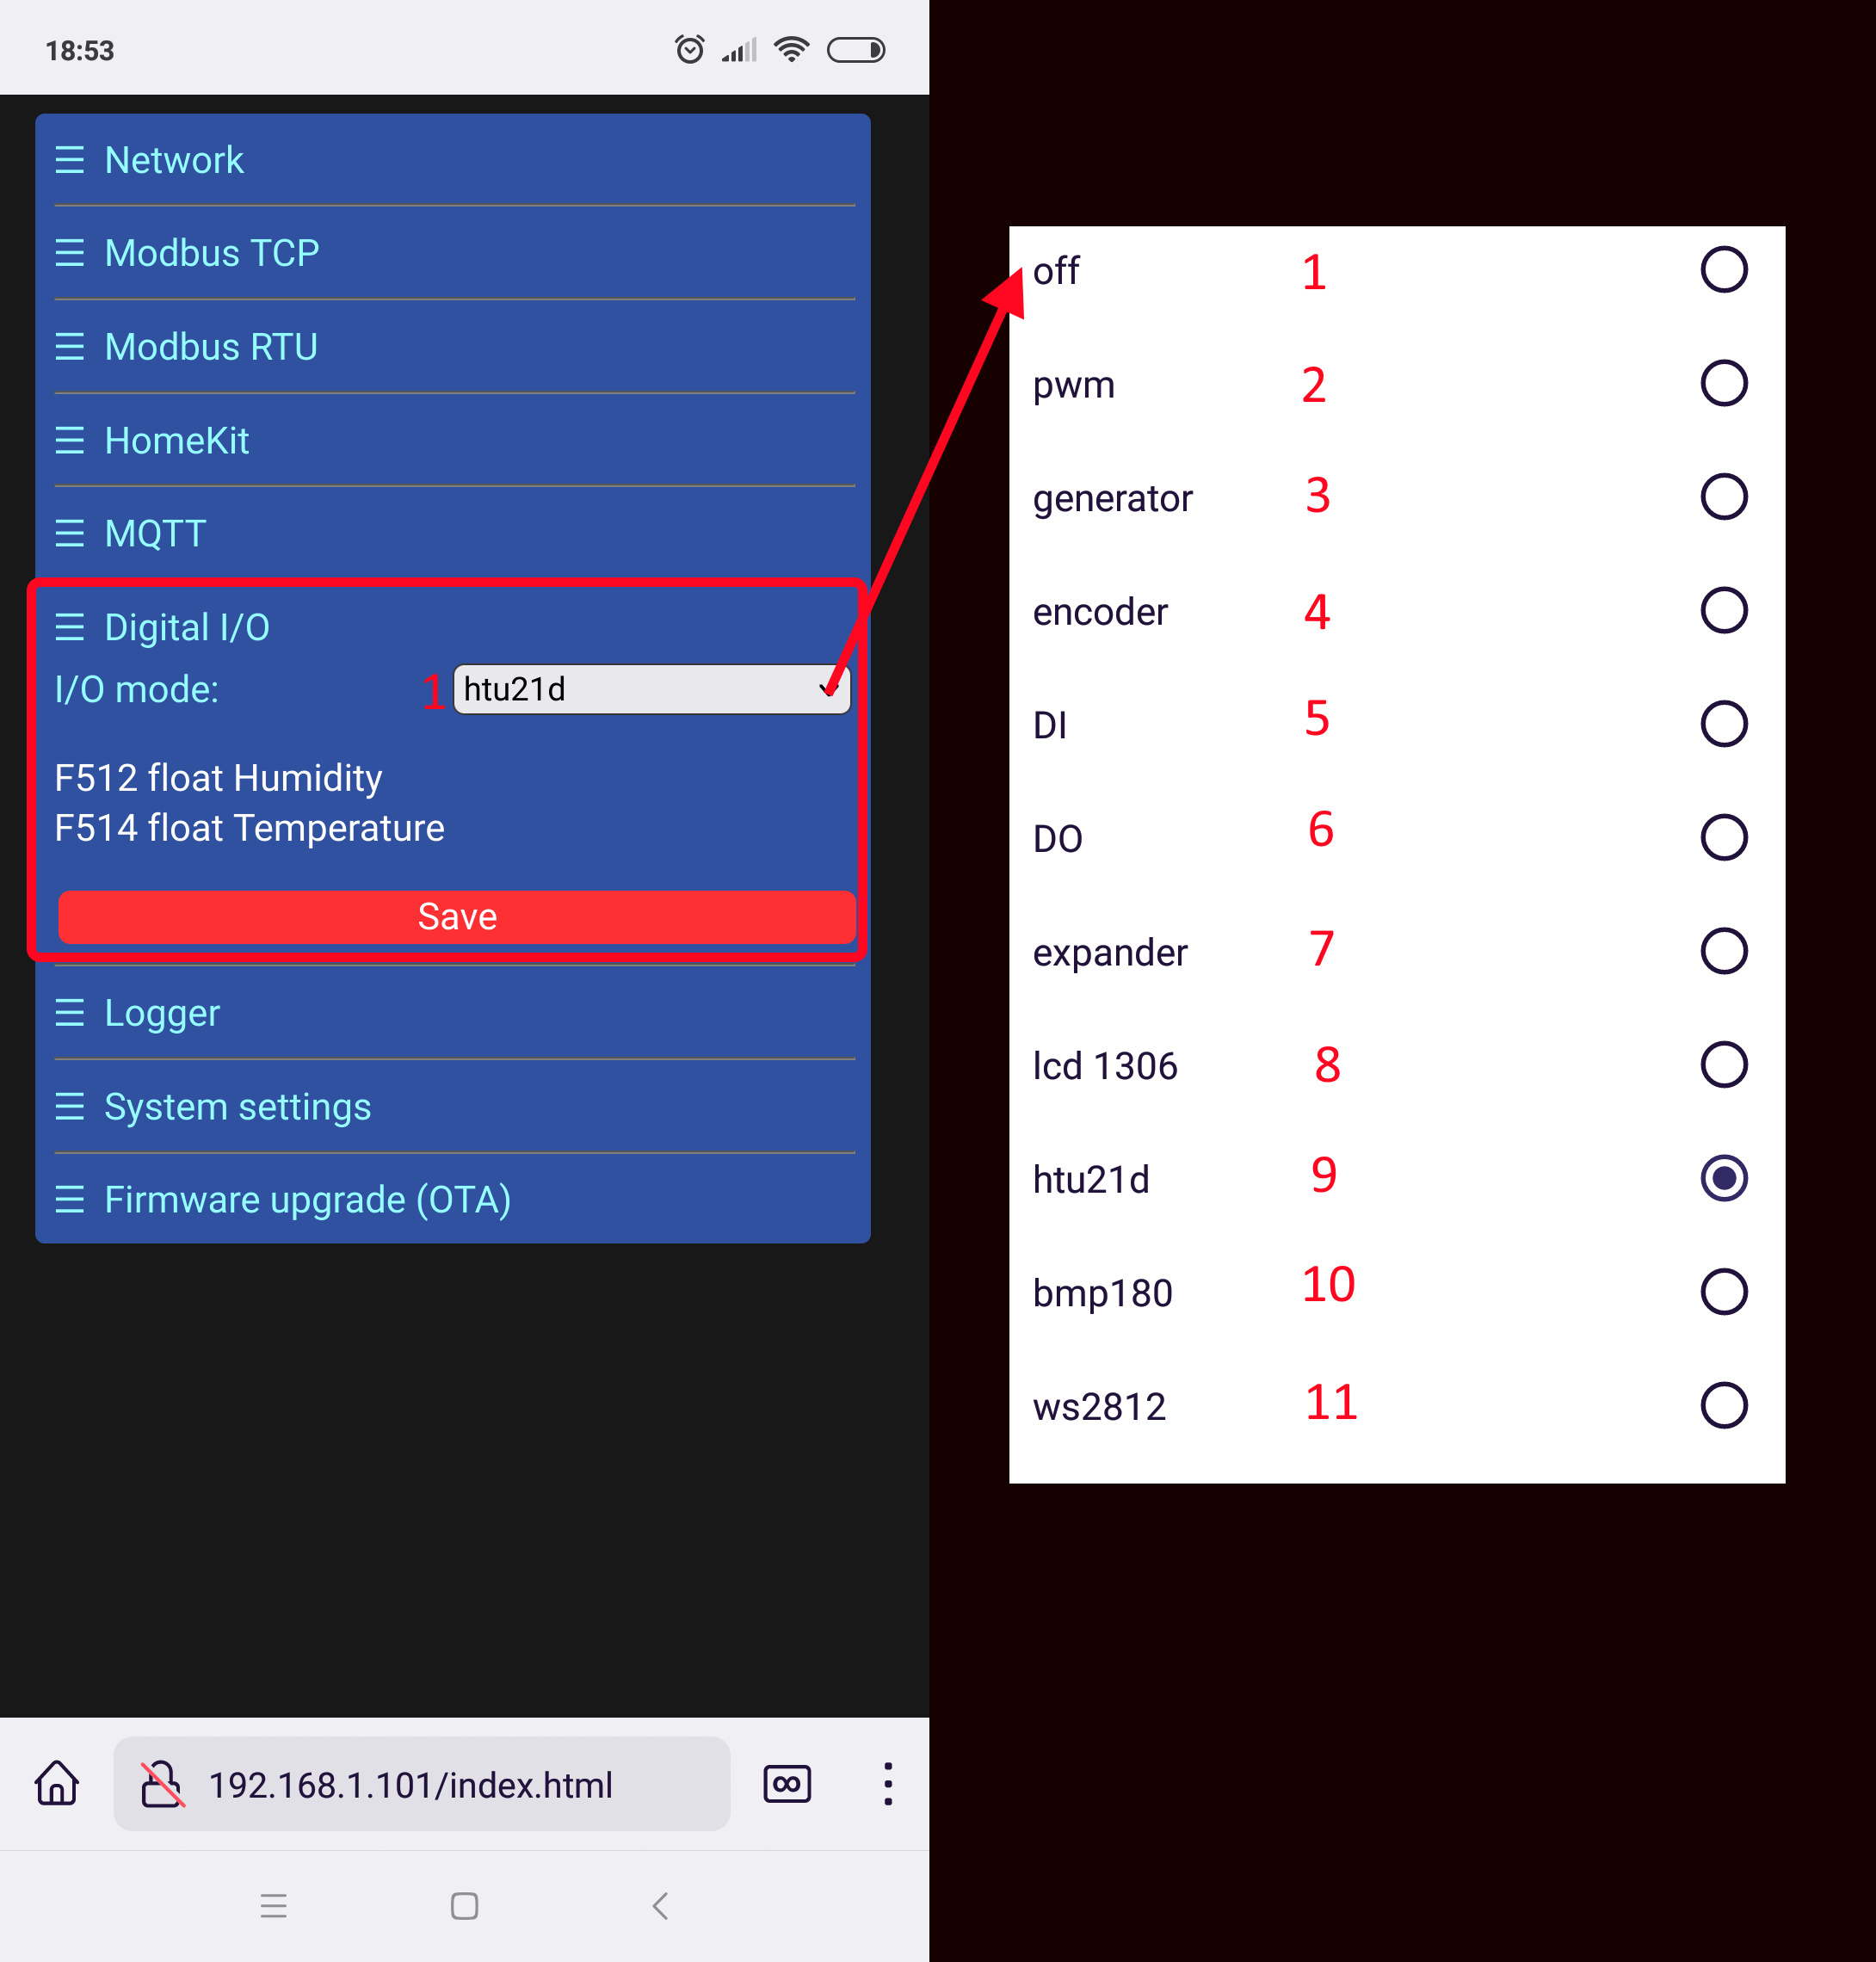 18:53
Network
Modbus TCP
Modbus RTU
HomeKit
MQTT
Digital I/O
I/O mode: 1 htu21d
F512 float Humidity
F514 float Temperature
Save
Logger
System settings
Firmware upgrade (OTA)
192.168.1.101/index.html
off 1
pwm 2
generator 3
encoder 4
DI 5
DO 6
expander 7
lcd 1306 8
htu21d 9
bmp180 10
ws2812 11